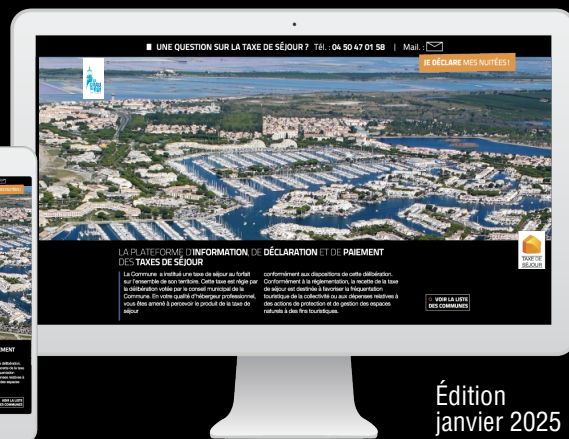 UNE QUESTION SUR LA TAXE DE SÉJOUR ? Tél. : 04 50 47 01 58 | Mail. :
JE DÉCLARE MES NUITÉES !
LA PLATEFORME D'INFORMATION, DE DÉCLARATION ET DE PAIEMENT
DES TAXES DE SÉJOUR
La Commune a institué une taxe de séjour au forfait
sur l'ensemble de son territoire. Cette taxe est régie par
la délibération votée par le conseil municipal de la
Commune. En votre qualité d'hébergeur professionnel,
vous êtes amené à percevoir le produit de la taxe de
séjour
conformément aux dispositions de cette délibération.
Conformément à la réglementation, la recette de la taxe
de séjour est destinée à favoriser la fréquentation
touristique de la collectivité ou aux dépenses relatives à
des actions de protection et de gestion des espaces
naturels à des fins touristiques.
TAXE DE
SÉJOUR
VOIR LA LISTE
DES COMMUNES
EMENT
VOIR LA LISTE
DES COMMUNES
Édition
janvier 2025